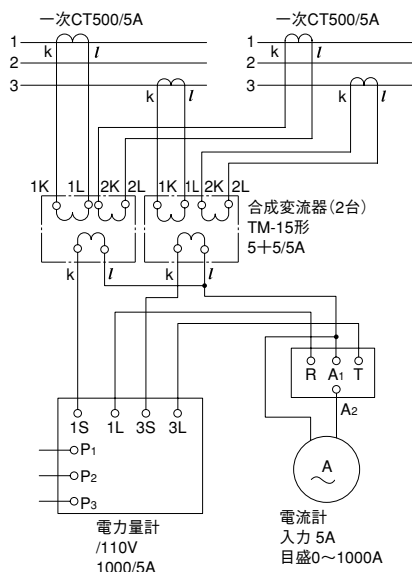 一次CT500/5A 一次CT500/5A
1 k l k l
2
3 k l k l
1K 1L 2K 2L 1K 1L 2K 2L
合成変流器(2台)
TM-15形
5+5/5A
k l k l
R A1 T
A2
1S 1L 3S 3L
P1
P2
P3
A
電力量計
/110V
1000/5A
電流計
入力 5A
目盛0〜1000A